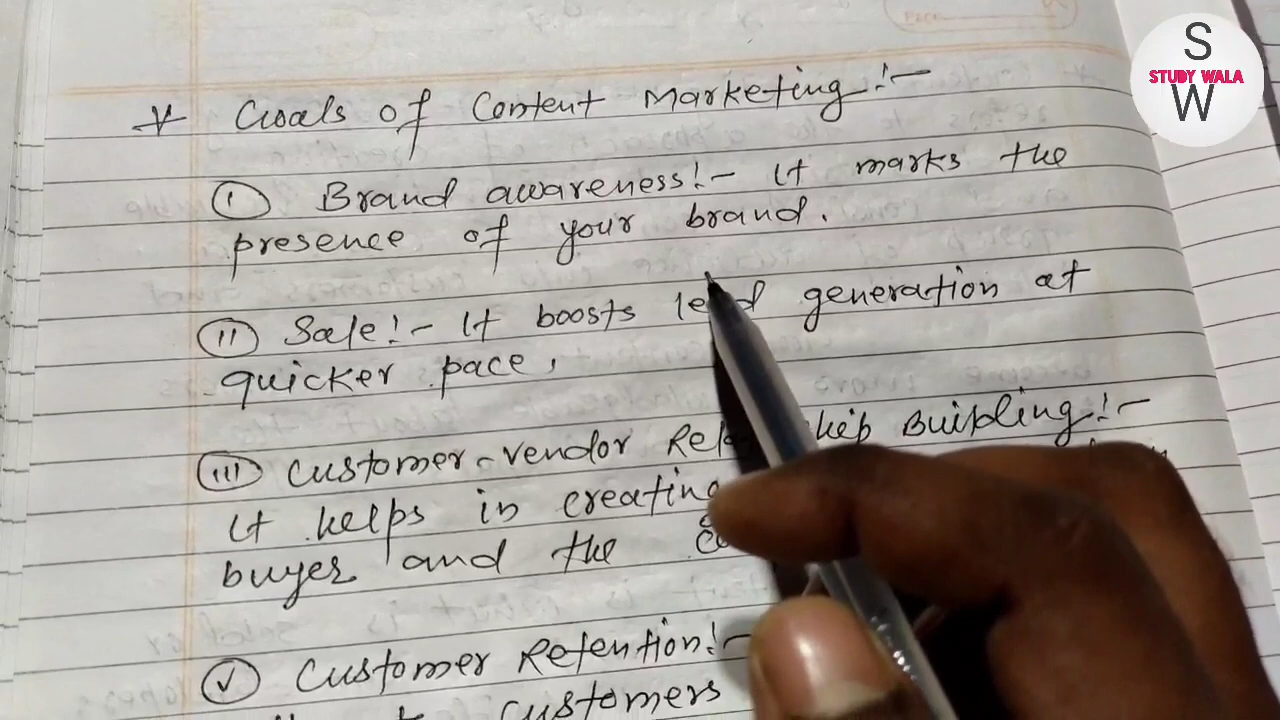 S
STUDY WALA
W
Goals of Content Marketing:-
(i) Brand awareness:- It marks the
presence of your brand.
(ii) Sale:- It boosts lead generation at
quicker pace,
(iii) Customer-vendor Building:-
It helps in creating
buyer and the
(v) Customer Retention:-
customers